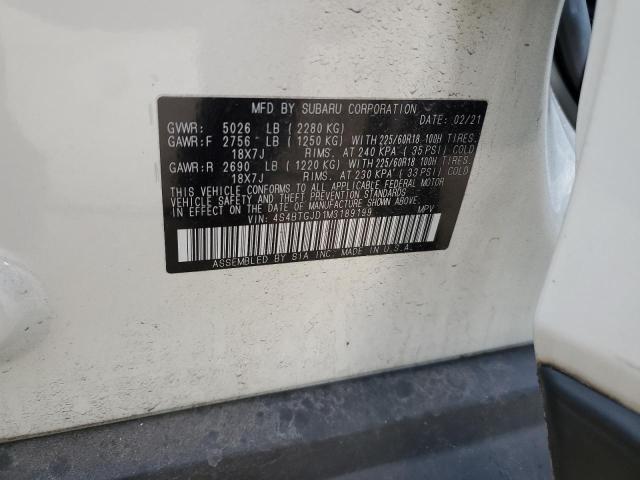 MFD BY SUBARU CORPORATION
DATE: 02/21
GVWR: 5026 LB (2280 KG)
GAWR:F 2756 LB (1250 KG) WITH 225/60R18 100H TIRES,
18X7J RIMS, AT 240 KPA (35 PSI) COLD
GAWR:R 2690 LB (1220 KG) WITH 225/60R18 100H TIRES,
18X7J RIMS, AT 230 KPA (33 PSI) COLD
THIS VEHICLE CONFORMS TO ALL APPLICABLE FEDERAL MOTOR
VEHICLE SAFETY AND THEFT PREVENTION STANDARDS IN
EFFECT ON THE DATE OF MANUFACTURE SHOWN ABOVE.
VIN: 4S4BTGJD1M3189199 MPV
ASSEMBLED BY SIA INC. MADE IN U.S.A.